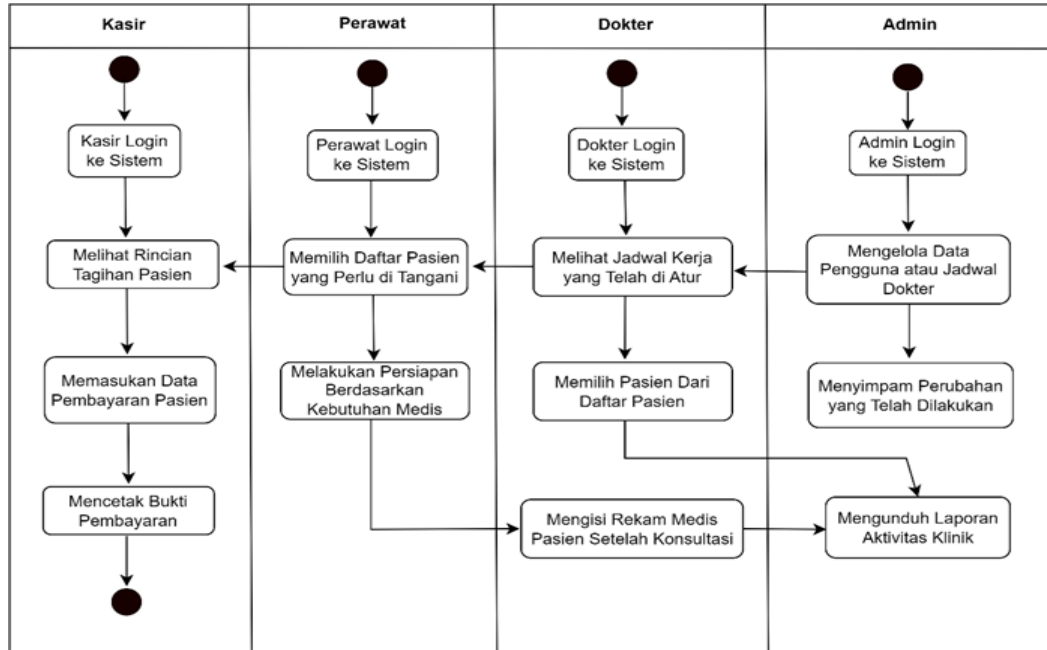 Kasir
Perawat
Dokter
Admin
Kasir Login
ke Sistem
Perawat Login
ke Sistem
Dokter Login
ke Sistem
Admin Login
ke Sistem
Melihat Rincian
Tagihan Pasien
Memilih Daftar Pasien
yang Perlu di Tangani
Melihat Jadwal Kerja
yang Telah di Atur
Mengelola Data
Pengguna atau Jadwal
Dokter
Memasukan Data
Pembayaran Pasien
Melakukan Persiapan
Berdasarkan
Kebutuhan Medis
Memilih Pasien Dari
Daftar Pasien
Menyimpam Perubahan
yang Telah Dilakukan
Mencetak Bukti
Pembayaran
Mengisi Rekam Medis
Pasien Setelah Konsultasi
Mengunduh Laporan
Aktivitas Klinik